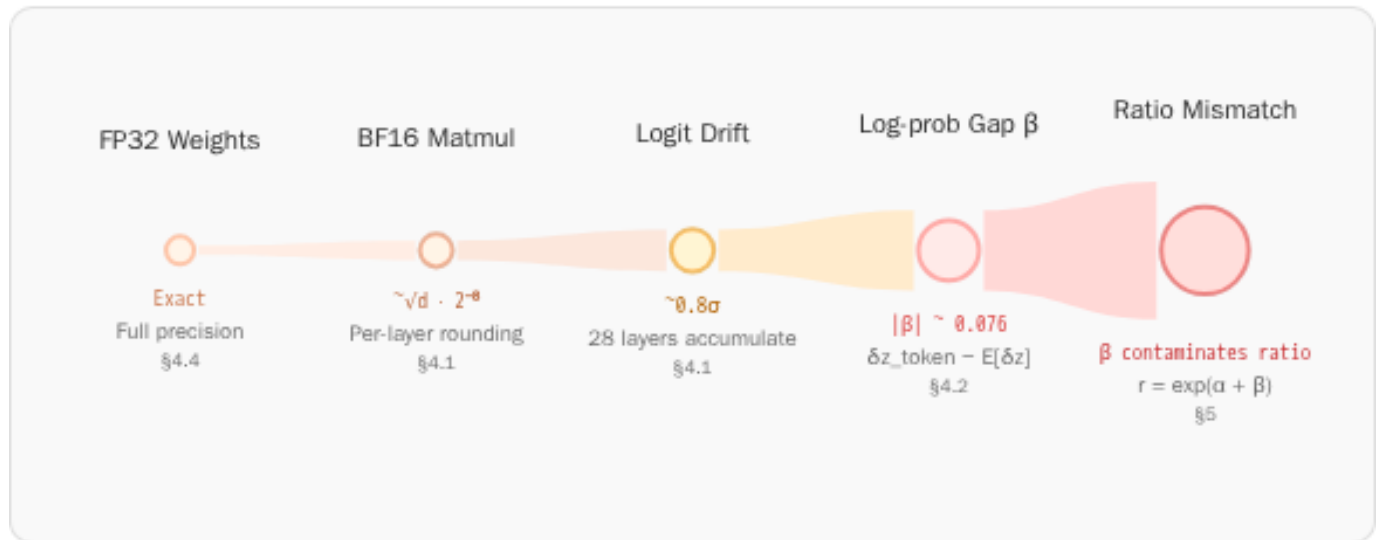 FP32 Weights
Exact
Full precision
§4.4
BF16 Matmul
~√d · 2⁻⁸
Per-layer rounding
§4.1
Logit Drift
~0.8σ
28 layers accumulate
§4.1
Log-prob Gap β
|β| ~ 0.076
δz_token − E[δz]
§4.2
Ratio Mismatch
β contaminates ratio
r = exp(α + β)
§5